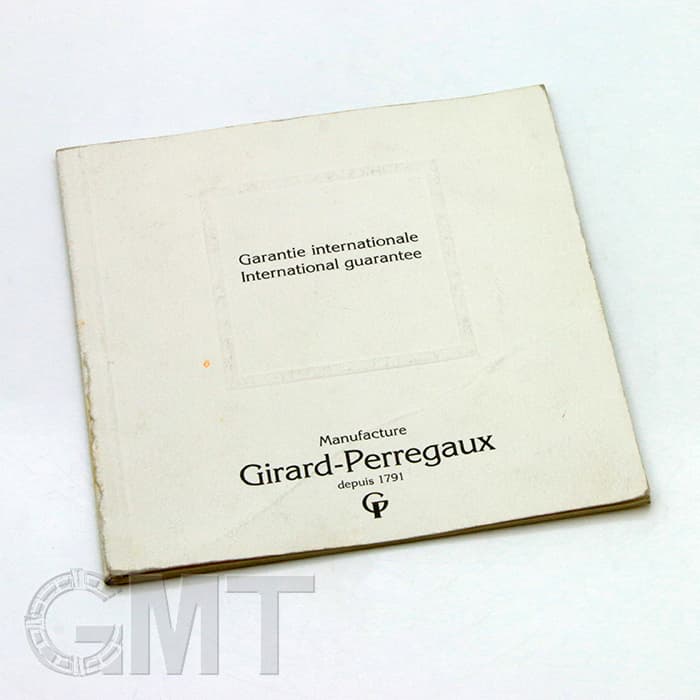 Garantie internationale
International guarantee
Manufacture
Girard-Perregaux
depuis 1791
GP
GMT